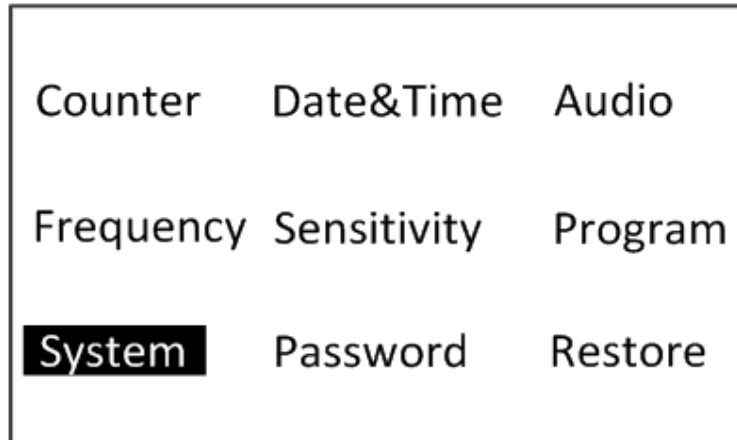 Counter Date&Time Audio
Frequency Sensitivity Program
System Password Restore